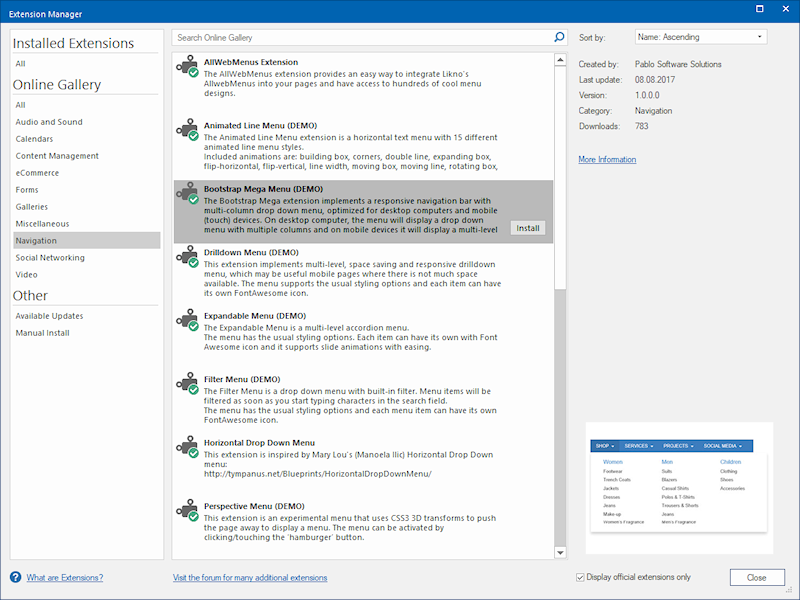 Extension Manager
Installed Extensions
All
Online Gallery
All
Audio and Sound
Calendars
Content Management
eCommerce
Forms
Galleries
Miscellaneous
Navigation
Social Networking
Video
Other
Available Updates
Manual Install
Search Online Gallery
AllWebMenus Extension
The AllWebMenus extension provides an easy way to integrate Likno's
Allwebmenus into your pages and have access to hundreds of cool menu
designs.
Animated Line Menu (DEMO)
The Animated Line Menu extension is a horizontal text menu with 15 different
animated line menu styles.
Included animations are: building box, corners, double line, expanding box,
flip-horizontal, flip-vertical, line width, moving box, moving line, rotating box,
Bootstrap Mega Menu (DEMO)
The Bootstrap Mega extension implements a responsive navigation bar with
multi-column drop down menu, optimized for desktop computers and mobile
(touch) devices. On desktop computer, the menu will display a drop down
menu with multiple columns and on mobile devices it will display a multi-level
Install
Drilldown Menu (DEMO)
This extension implements multi-level, space saving and responsive drilldown
menu, which may be useful mobile pages where there is not much space
available. The menu supports the usual styling options and each item can have
its own FontAwesome icon.
Expandable Menu (DEMO)
The Expandable Menu is a multi-level accordion menu.
The menu has the usual styling options. Each item can have its own with Font
Awesome icon and it supports slide animations with easing.
Filter Menu (DEMO)
The Filter Menu is a drop down menu with built-in filter. Menu items will be
filtered as soon as you start typing characters in the search field.
The menu has the usual styling options and each menu item can have its own
FontAwesome icon.
Horizontal Drop Down Menu
This extension is inspired by Mary Lou's (Manoela Ilic) Horizontal Drop Down
menu:
http://tympanus.net/Blueprints/HorizontalDropDownMenu/
Perspective Menu (DEMO)
This extension is an experimental menu that uses CSS3 3D transforms to push
the page away to display a menu. The menu can be activated by
clicking/touching the 'hamburger' button.
Sort by: Name: Ascending
Created by: Pablo Software Solutions
Last update: 08.08.2017
Version: 1.0.0.0
Category: Navigation
Downloads: 783
More Information
SHOP SERVICES PROJECTS SOCIAL MEDIA
Women Men Children
Footwear Suits Clothing
Trench Coats Blazers Shoes
Jackets Casual Shirts Accessories
Dresses Polos & T-Shirts
Jeans Trousers & Shorts
Make-up Jeans
Women's Fragrance Men's Fragrance
? What are Extensions?
Visit the forum for many additional extensions
Display official extensions only
Close